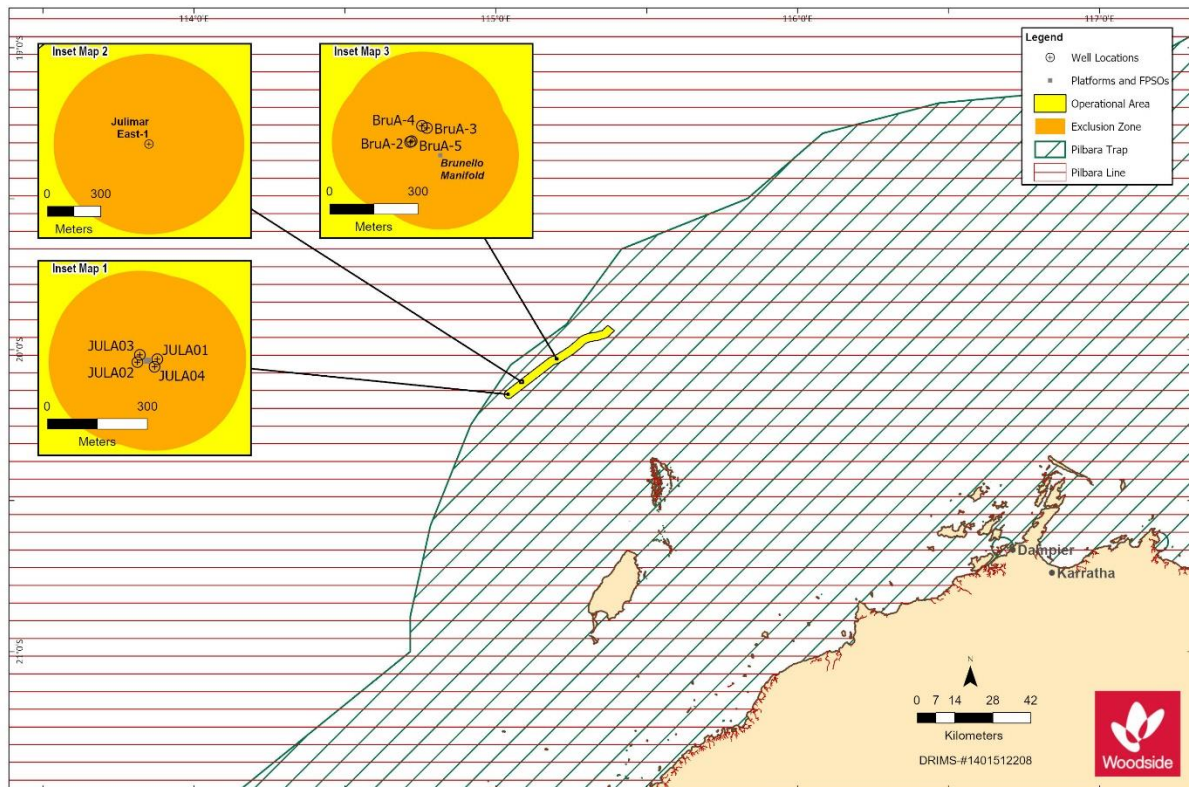 114°0'E
115°0'E
116°0'E
117°0'E
19°0'S
20°0'S
21°0'S
Inset Map 2
Julimar
East-1
0 300
Meters
Inset Map 3
BruA-4
BruA-3
BruA-2
BruA-5
Brunello
Manifold
0 300
Meters
Inset Map 1
JULA03
JULA01
JULA02
JULA04
0 300
Meters
Legend
Well Locations
Platforms and FPSOs
Operational Area
Exclusion Zone
Pilbara Trap
Pilbara Line
Dampier
Karratha
N
0 7 14 28 42
Kilometers
DRIMS-#1401512208
Woodside